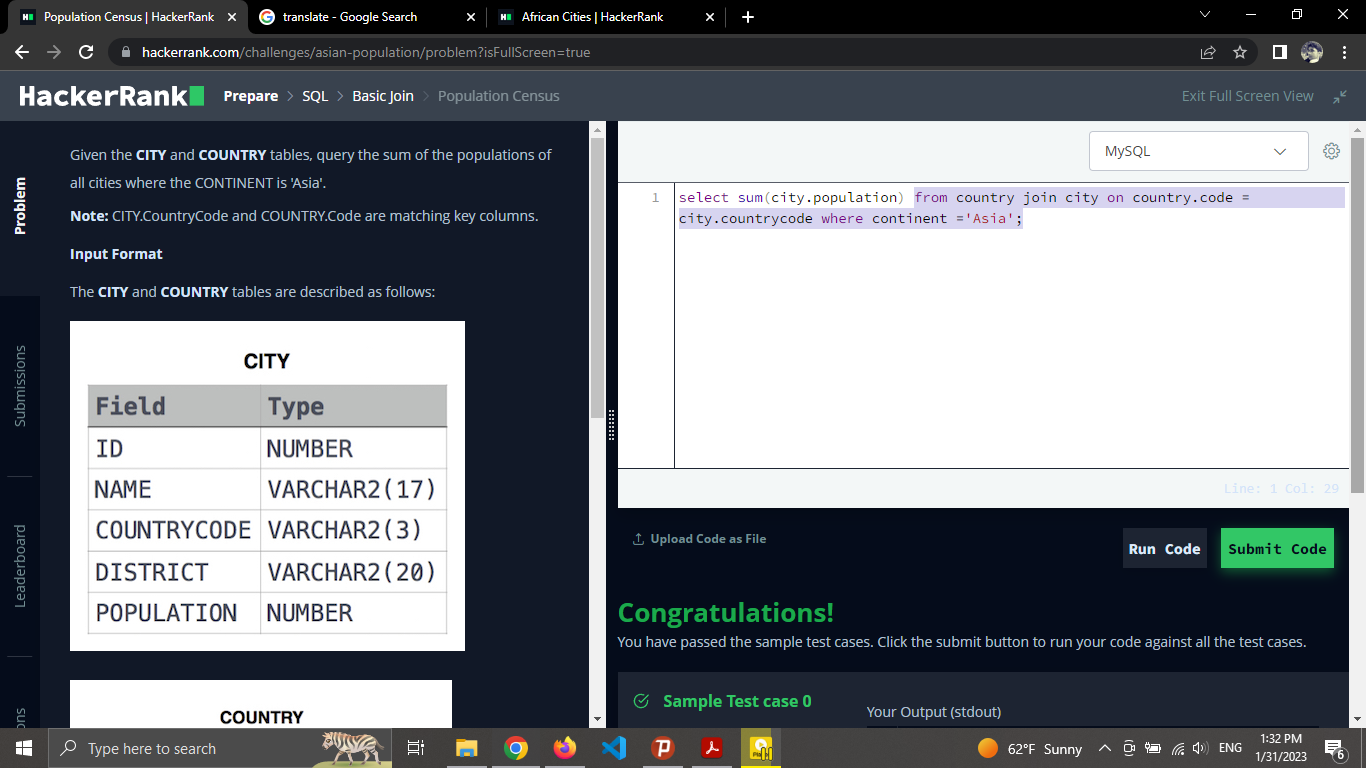 Population Census | HackerRank
translate - Google Search
African Cities | HackerRank
hackerrank.com/challenges/asian-population/problem?isFullScreen=true
HackerRank
Prepare > SQL > Basic Join > Population Census
Exit Full Screen View
Problem
Submissions
Leaderboard
ons
Given the CITY and COUNTRY tables, query the sum of the populations of
all cities where the CONTINENT is 'Asia'.
Note: CITY.CountryCode and COUNTRY.Code are matching key columns.
Input Format
The CITY and COUNTRY tables are described as follows:
CITY
Field Type
ID NUMBER
NAME VARCHAR2(17)
COUNTRYCODE VARCHAR2(3)
DISTRICT VARCHAR2(20)
POPULATION NUMBER
COUNTRY
MySQL
1 select sum(city.population) from country join city on country.code =
city.countrycode where continent ='Asia';
Line: 1 Col: 29
Upload Code as File
Run Code
Submit Code
Congratulations!
You have passed the sample test cases. Click the submit button to run your code against all the test cases.
Sample Test case 0
Your Output (stdout)
Type here to search
62°F Sunny
ENG
1:32 PM
1/31/2023
6